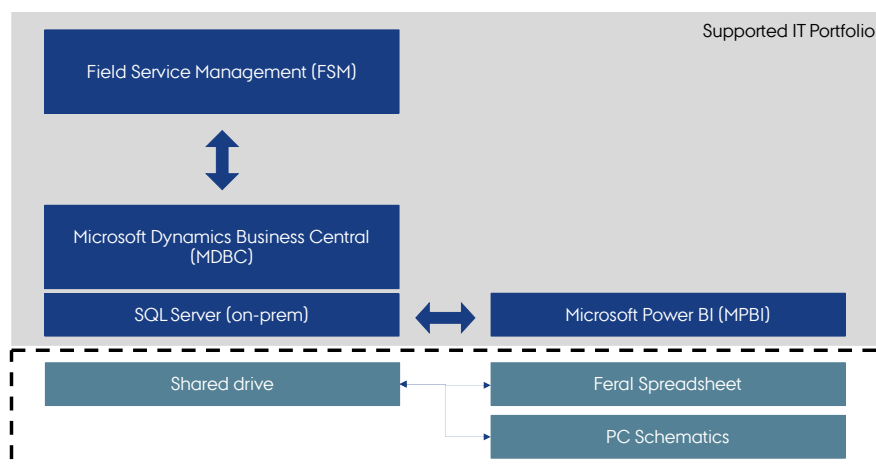 Supported IT Portfolio
Field Service Management (FSM)
Microsoft Dynamics Business Central
(MDBC)
SQL Server (on-prem)
Microsoft Power BI (MPBI)
Shared drive
Feral Spreadsheet
PC Schematics